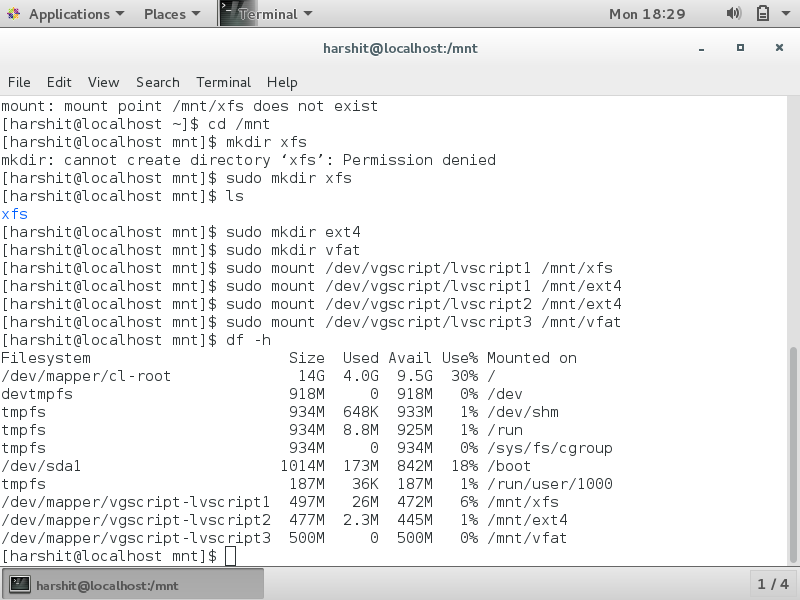 Applications Places Terminal Mon 18:29
harshit@localhost:/mnt
File Edit View Search Terminal Help
mount: mount point /mnt/xfs does not exist
[harshit@localhost ~]$ cd /mnt
[harshit@localhost mnt]$ mkdir xfs
mkdir: cannot create directory ‘xfs’: Permission denied
[harshit@localhost mnt]$ sudo mkdir xfs
[harshit@localhost mnt]$ ls
xfs
[harshit@localhost mnt]$ sudo mkdir ext4
[harshit@localhost mnt]$ sudo mkdir vfat
[harshit@localhost mnt]$ sudo mount /dev/vgscript/lvscript1 /mnt/xfs
[harshit@localhost mnt]$ sudo mount /dev/vgscript/lvscript1 /mnt/ext4
[harshit@localhost mnt]$ sudo mount /dev/vgscript/lvscript2 /mnt/ext4
[harshit@localhost mnt]$ sudo mount /dev/vgscript/lvscript3 /mnt/vfat
[harshit@localhost mnt]$ df -h
Filesystem                      Size  Used Avail Use% Mounted on
/dev/mapper/cl-root              14G  4.0G  9.5G  30% /
devtmpfs                        918M     0  918M   0% /dev
tmpfs                           934M  648K  933M   1% /dev/shm
tmpfs                           934M  8.8M  925M   1% /run
tmpfs                           934M     0  934M   0% /sys/fs/cgroup
/dev/sda1                      1014M  173M  842M  18% /boot
tmpfs                           187M   36K  187M   1% /run/user/1000
/dev/mapper/vgscript-lvscript1  497M   26M  472M   6% /mnt/xfs
/dev/mapper/vgscript-lvscript2  477M  2.3M  445M   1% /mnt/ext4
/dev/mapper/vgscript-lvscript3  500M     0  500M   0% /mnt/vfat
[harshit@localhost mnt]$
harshit@localhost:/mnt 1 / 4